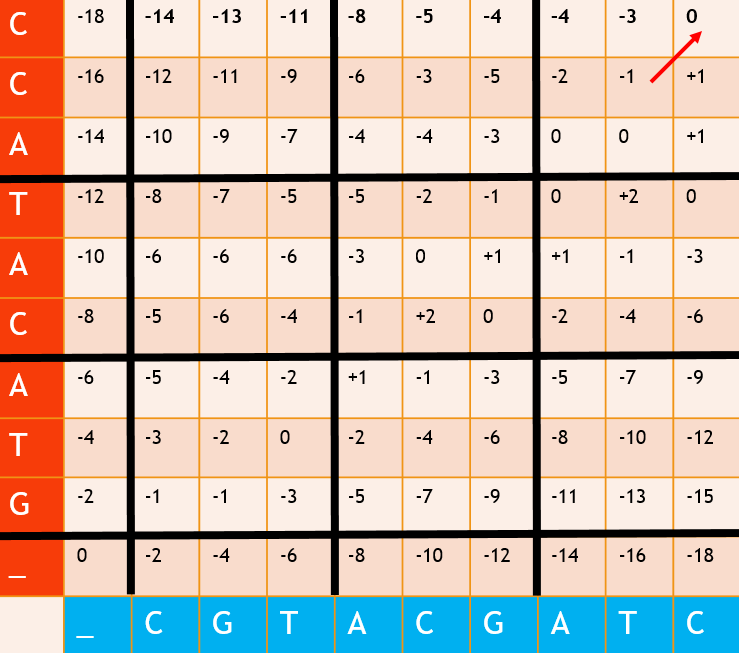 C -18 -14 -13 -11 -8 -5 -4 -4 -3 0
C -16 -12 -11 -9 -6 -3 -5 -2 -1 +1
A -14 -10 -9 -7 -4 -4 -3 0 0 +1
T -12 -8 -7 -5 -5 -2 -1 0 +2 0
A -10 -6 -6 -6 -3 0 +1 +1 -1 -3
C -8 -5 -6 -4 -1 +2 0 -2 -4 -6
A -6 -5 -4 -2 +1 -1 -3 -5 -7 -9
T -4 -3 -2 0 -2 -4 -6 -8 -10 -12
G -2 -1 -1 -3 -5 -7 -9 -11 -13 -15
_ 0 -2 -4 -6 -8 -10 -12 -14 -16 -18
_ C G T A C G A T C